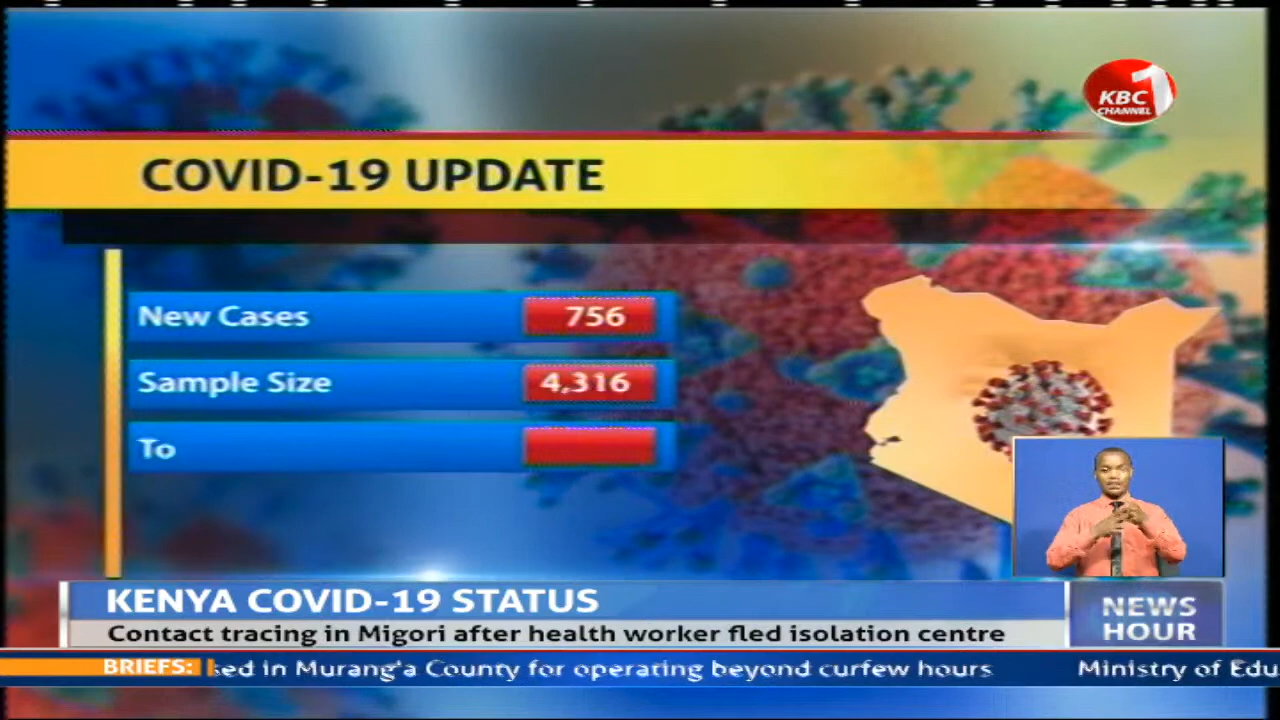 KBC 1
CHANNEL
COVID-19 UPDATE
New Cases 756
Sample Size 4,316
To
KENYA COVID-19 STATUS
Contact tracing in Migori after health worker fled isolation centre
NEWS
HOUR
BRIEFS: sed in Murang'a County for operating beyond curfew hours Ministry of Edu